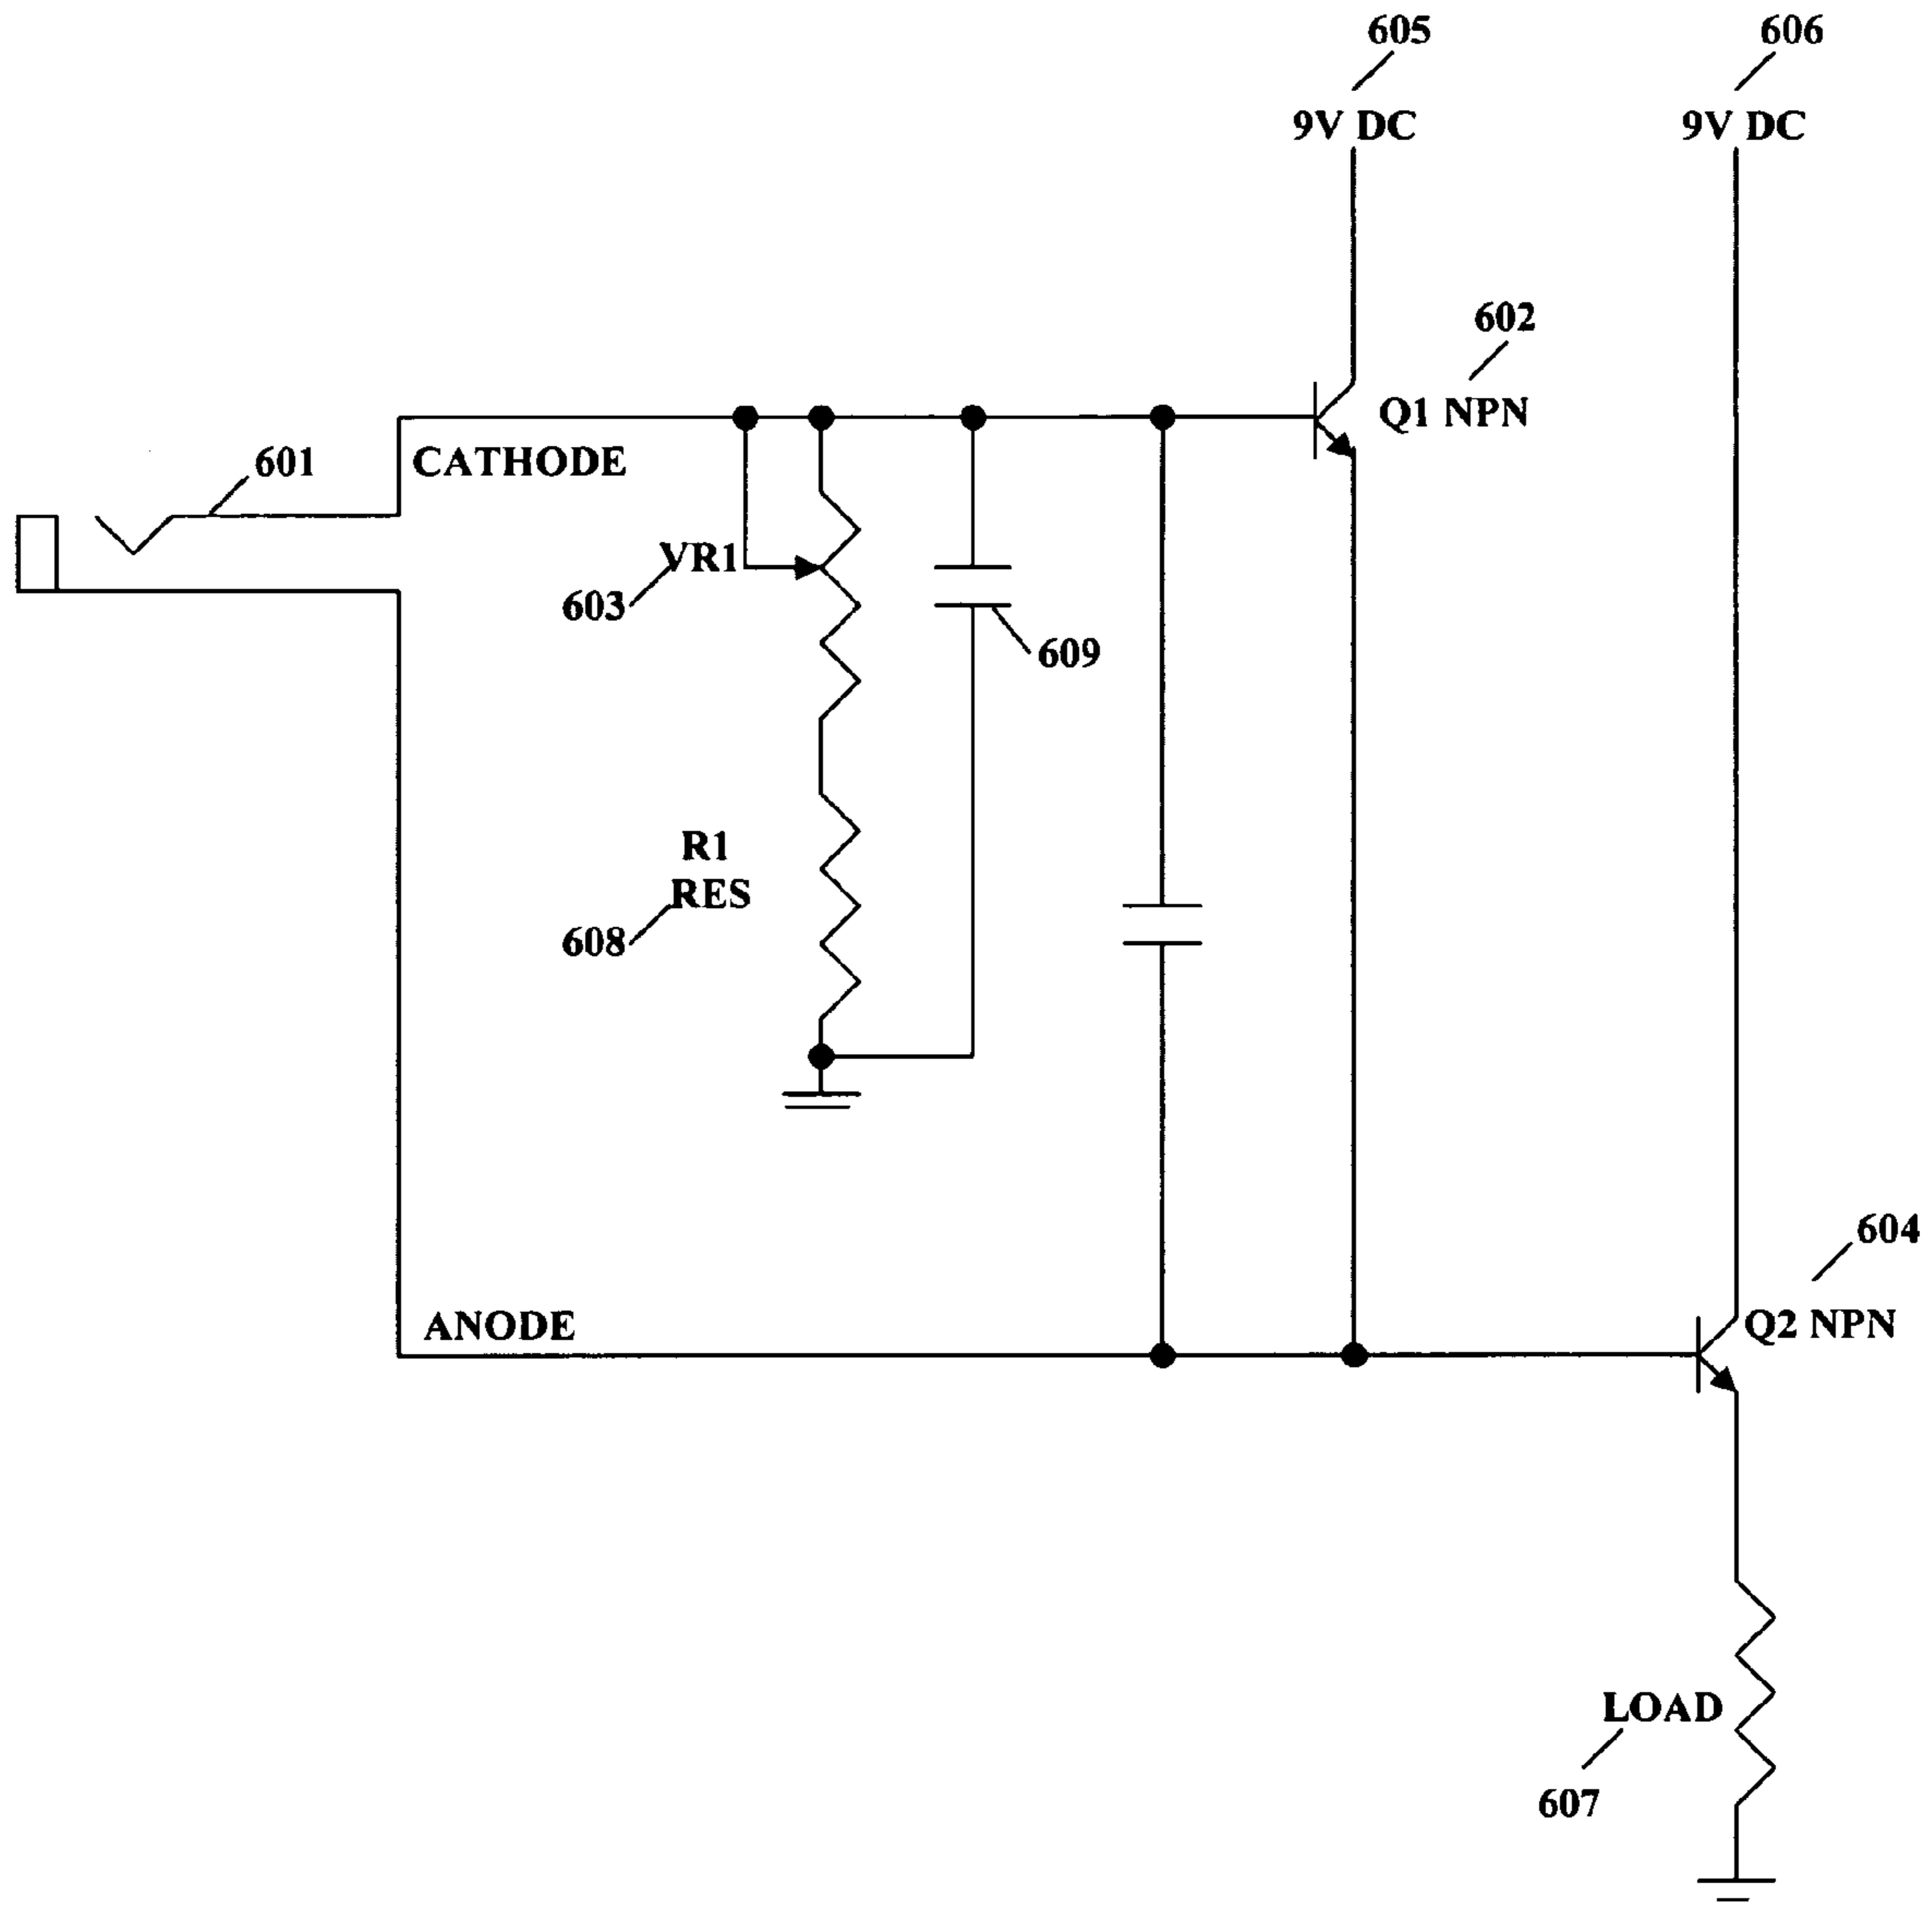 605
606
9V DC
9V DC
602
Q1 NPN
601
CATHODE
VR1
603
609
R1
RES
608
604
ANODE
Q2 NPN
LOAD
607